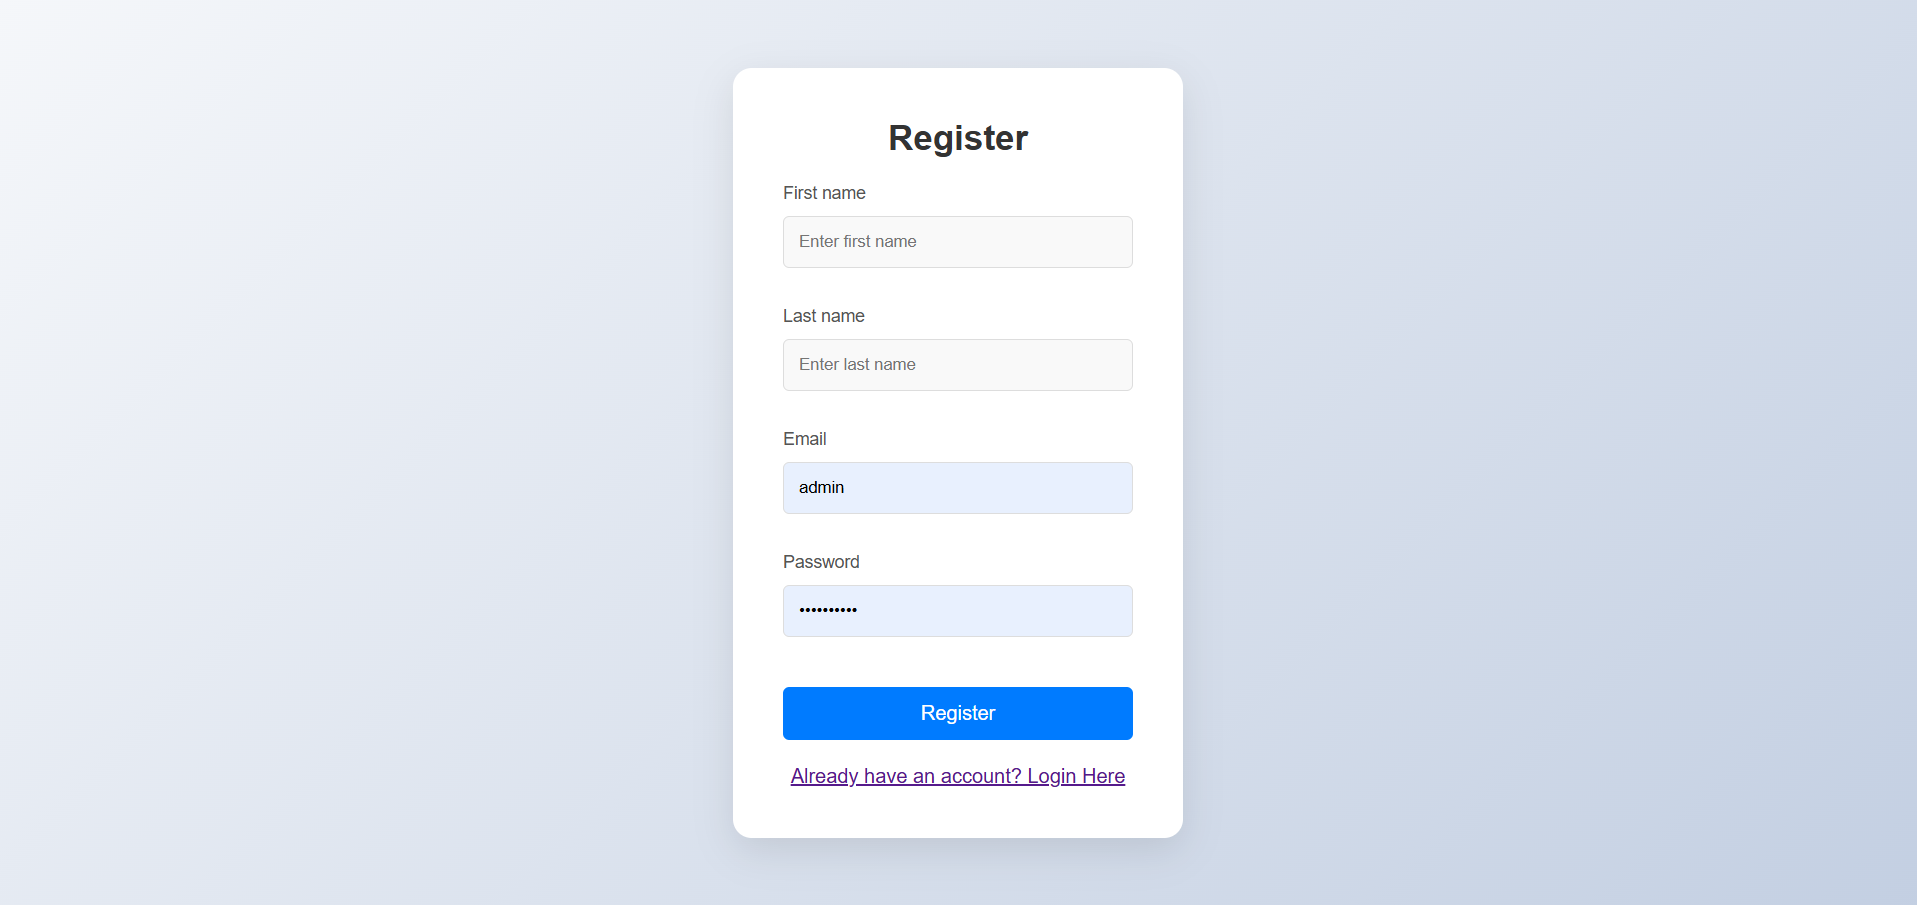 Register
First name
Enter first name
Last name
Enter last name
Email
admin
Password
••••••••••
Register
Already have an account? Login Here